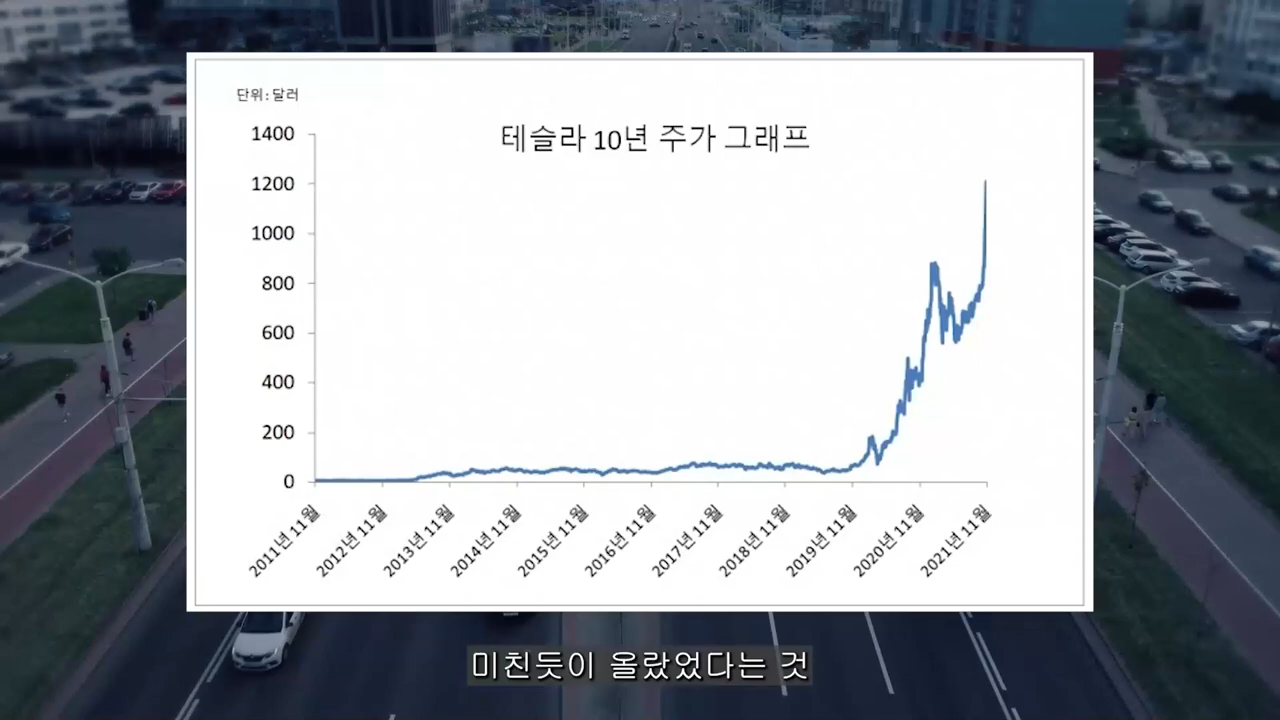 단위:달러
테슬라 10년 주가 그래프
1400
1200
1000
800
600
400
200
0
2011년 11월
2012년 11월
2013년 11월
2014년 11월
2015년 11월
2016년 11월
2017년 11월
2018년 11월
2019년 11월
2020년 11월
2021년 11월
미친듯이 올랐었다는 것